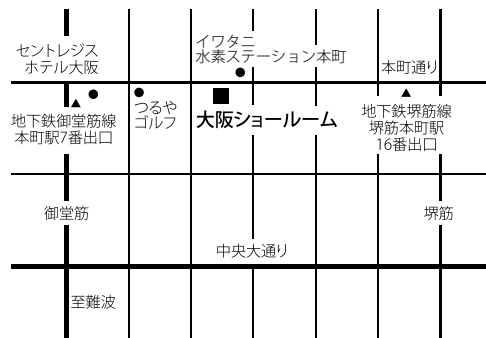 セントレジス
ホテル大阪
イワタニ
水素ステーション本町
本町通り
地下鉄御堂筋線
本町駅7番出口
つるや
ゴルフ
大阪ショールーム
地下鉄堺筋線
堺筋本町駅
16番出口
御堂筋
堺筋
中央大通り
至難波